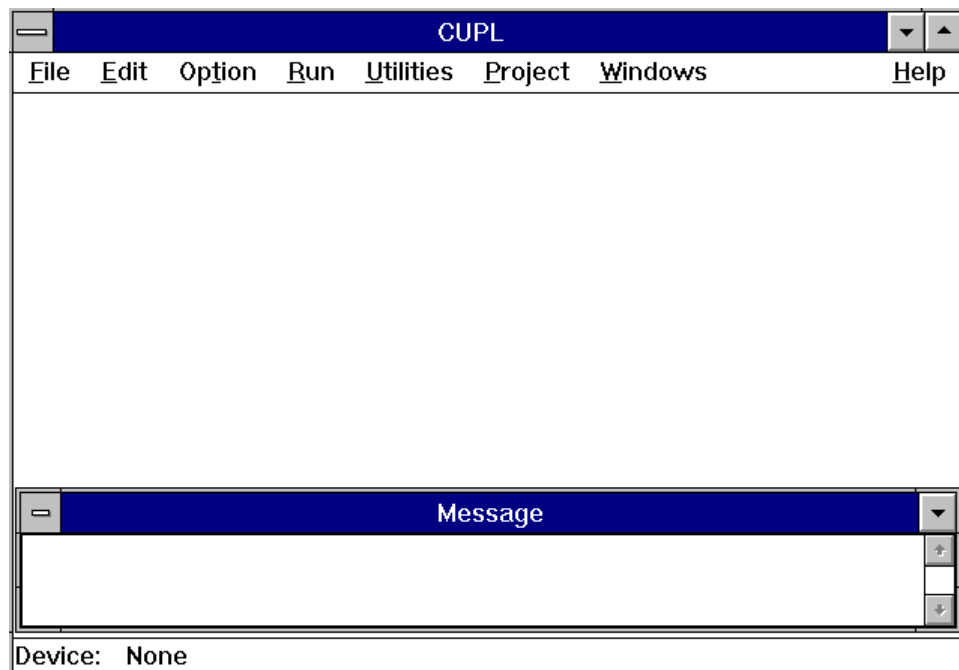 CUPL
File Edit Option Run Utilities Project Windows Help
Message
Device: None